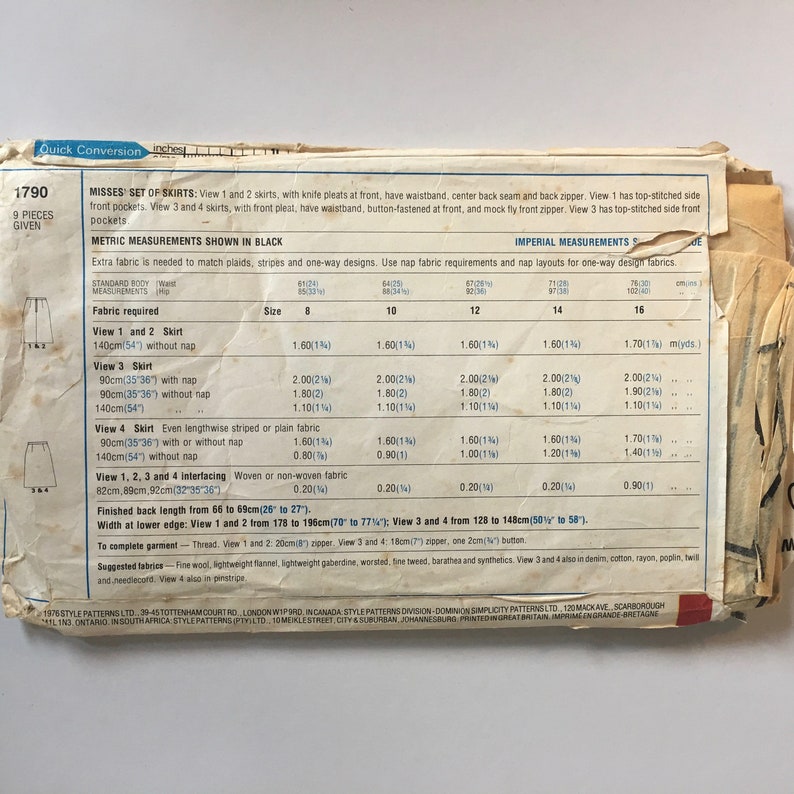 Quick Conversion inches
1790
9 PIECES
GIVEN
1 & 2
3 & 4
MISSES' SET OF SKIRTS: View 1 and 2 skirts, with knife pleats at front, have waistband, center back seam and back zipper. View 1 has top-stitched side
front pockets. View 3 and 4 skirts, with front pleat, have waistband, button-fastened at front, and mock fly front zipper. View 3 has top-stitched side front
pockets.
METRIC MEASUREMENTS SHOWN IN BLACK IMPERIAL MEASUREMENTS
Extra fabric is needed to match plaids, stripes and one-way designs. Use nap fabric requirements and nap layouts for one-way design fabrics.
STANDARD BODY Waist 61(24) 64(25) 67(26½) 71(28) 76(30) cm(ins.)
MEASUREMENTS Hip 85(33½) 88(34½) 92(36) 97(38) 102(40) ,, ,,
Fabric required Size 8 10 12 14 16
View 1 and 2 Skirt
140cm(54") without nap 1.60(1¾) 1.60(1¾) 1.60(1¾) 1.60(1¾) 1.70(1⅞) m(yds.)
View 3 Skirt
90cm(35"36") with nap 2.00(2⅛) 2.00(2⅛) 2.00(2⅛) 2.00(2⅛) 2.00(2¼) ,, ,,
90cm(35"36") without nap 1.80(2) 1.80(2) 1.80(2) 1.80(2) 1.90(2⅛) ,, ,,
140cm(54") ,, ,, 1.10(1¼) 1.10(1¼) 1.10(1¼) 1.10(1¼) 1.10(1¼) ,, ,,
View 4 Skirt Even lengthwise striped or plain fabric
90cm(35"36") with or without nap 1.60(1¾) 1.60(1¾) 1.60(1¾) 1.60(1¾) 1.70(1⅞) ,, ,,
140cm(54") without nap 0.80(⅞) 0.90(1) 1.00(1⅛) 1.20(1⅜) 1.40(1½) ,, ,,
View 1, 2, 3 and 4 interfacing Woven or non-woven fabric
82cm,89cm,92cm(32"35"36") 0.20(¼) 0.20(¼) 0.20(¼) 0.20(¼) 0.90(1) ,, ,,
Finished back length from 66 to 69cm(26" to 27").
Width at lower edge: View 1 and 2 from 178 to 196cm(70" to 77¼"); View 3 and 4 from 128 to 148cm(50½" to 58").
To complete garment — Thread. View 1 and 2: 20cm(8") zipper. View 3 and 4: 18cm(7") zipper, one 2cm(¾") button.
Suggested fabrics — Fine wool, lightweight flannel, lightweight gaberdine, worsted, fine tweed, barathea and synthetics. View 3 and 4 also in denim, cotton, rayon, poplin, twill
and needlecord. View 4 also in pinstripe.
1976 STYLE PATTERNS LTD., 39-45 TOTTENHAM COURT RD., LONDON W1P 9RD. IN CANADA: STYLE PATTERNS DIVISION - DOMINION SIMPLICITY PATTERNS LTD., 120 MACK AVE., SCARBOROUGH
M1L 1N3. ONTARIO. IN SOUTH AFRICA: STYLE PATTERNS (PTY) LTD., 10 MEIKLE STREET, CITY & SUBURBAN, JOHANNESBURG. PRINTED IN GREAT BRITAIN. IMPRIMÉ EN GRANDE-BRETAGNE